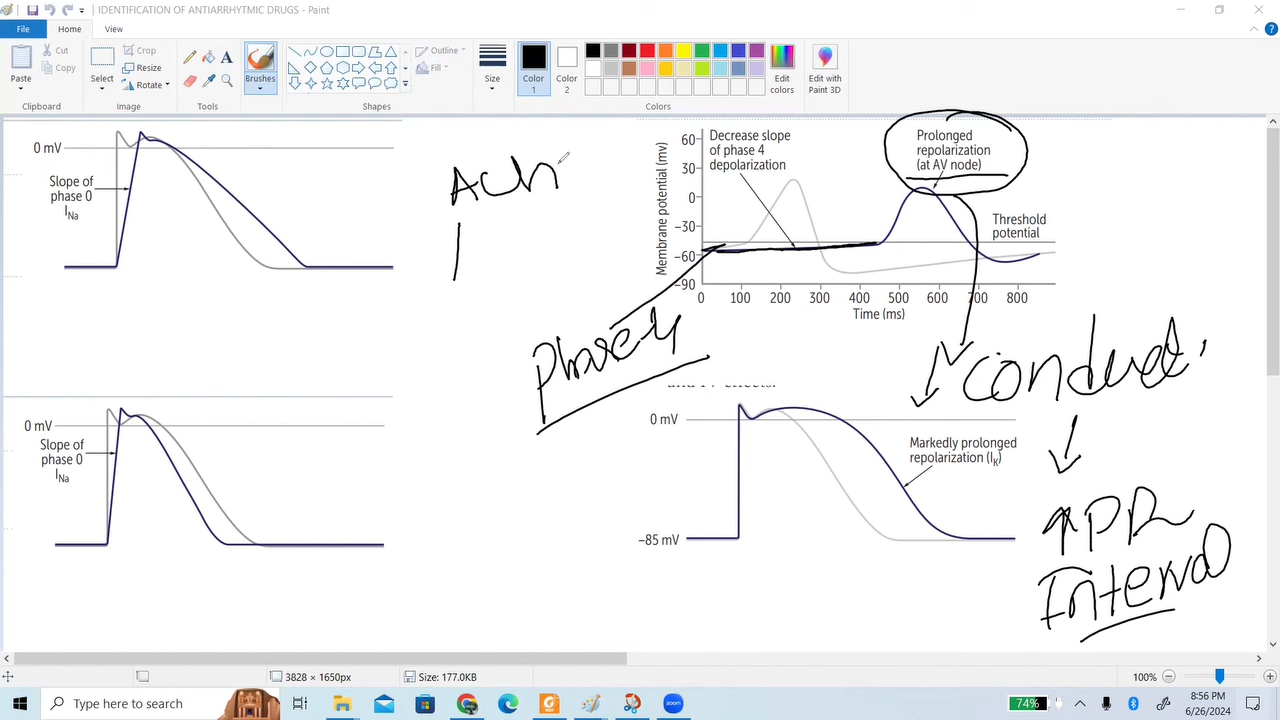 IDENTIFICATION OF ANTIARRHYTMIC DRUGS - Paint
File
Home
View
Paste
Cut
Copy
Clipboard
Select
Crop
Resize
Rotate
Image
Tools
Brushes
Shapes
Outline
Fill
Size
Color
1
Color
2
Edit
colors
Edit with
Paint 3D
Colors
0 mV
Slope of
phase 0
INa
ACh
Membrane potential (mv)
60
30
0
−30
−60
−90
Decrease slope
of phase 4
depolarization
Prolonged
repolarization
(at AV node)
Threshold
potential
0 100 200 300 400 500 600 700 800
Time (ms)
Phase 4
Conduct
↑ PR
Interval
0 mV
Slope of
phase 0
INa
and PV effects.
0 mV
Markedly prolonged
repolarization (IK)
−85 mV
3828 × 1650px
Size: 177.0KB
100%
Type here to search
zoom
74%
8:56 PM
6/26/2024